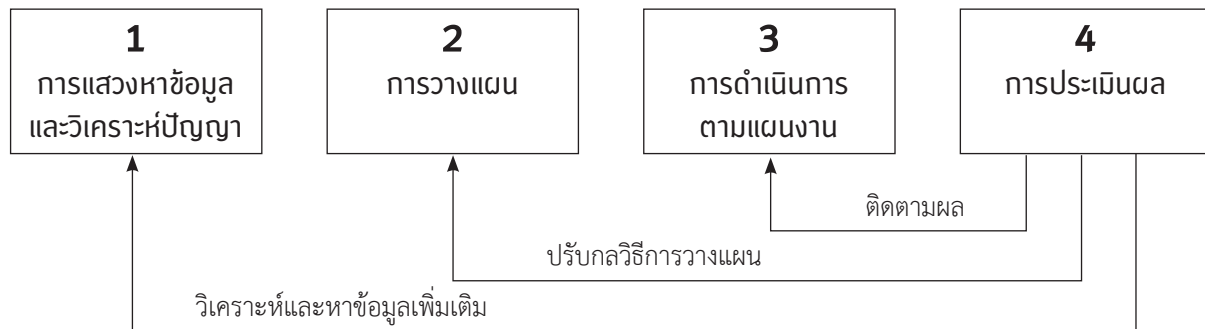 1
การแสวงหาข้อมูล
และวิเคราะห์ปัญญา
2
การวางแผน
3
การดำเนินการ
ตามแผนงาน
4
การประเมินผล
ติดตามผล
ปรับกลวิธีการวางแผน
วิเคราะห์และหาข้อมูลเพิ่มเติม